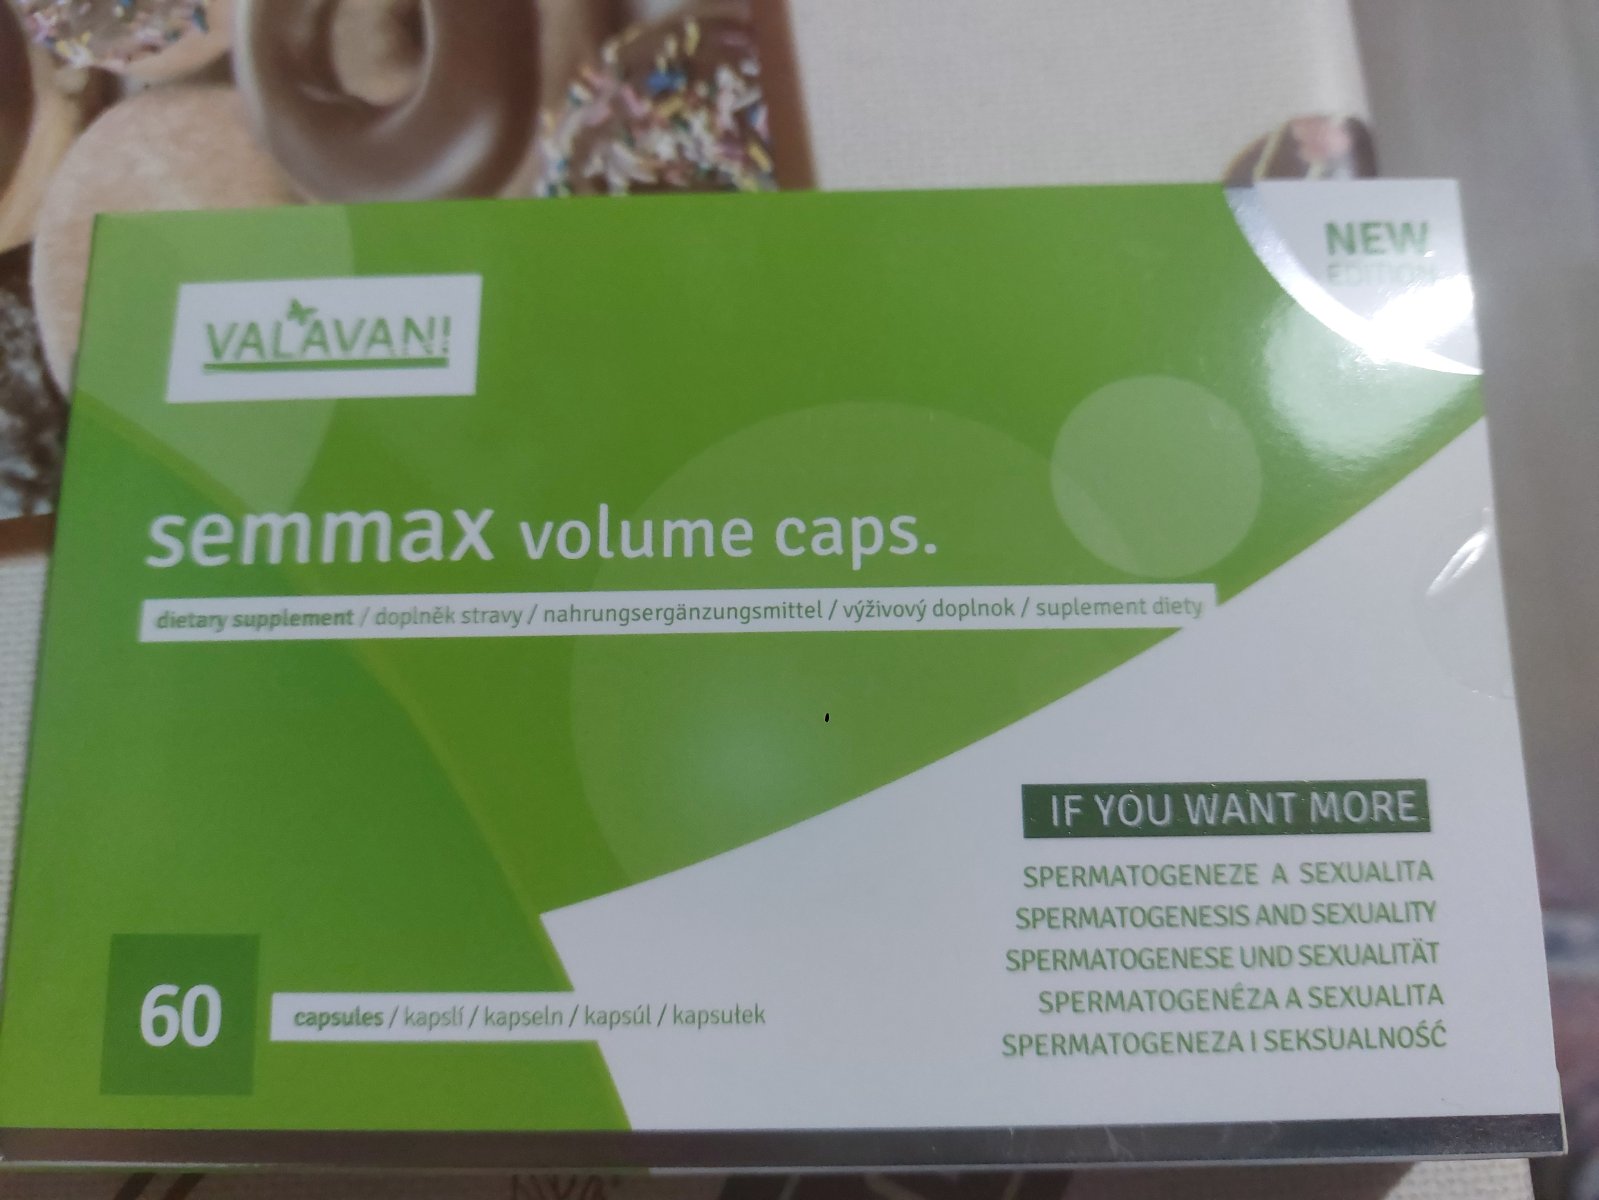 NEW
EDITION
VALAVAN!
semmax volume caps.
dietary supplement / doplněk stravy / nahrungsergänzungsmittel / výživový doplnok / suplement diety
IF YOU WANT MORE
SPERMATOGENEZE A SEXUALITA
SPERMATOGENESIS AND SEXUALITY
SPERMATOGENESE UND SEXUALITÄT
SPERMATOGENÉZA A SEXUALITA
SPERMATOGENEZA I SEKSUALNOŚĆ
60
capsules / kapslí / kapseln / kapsúl / kapsułek